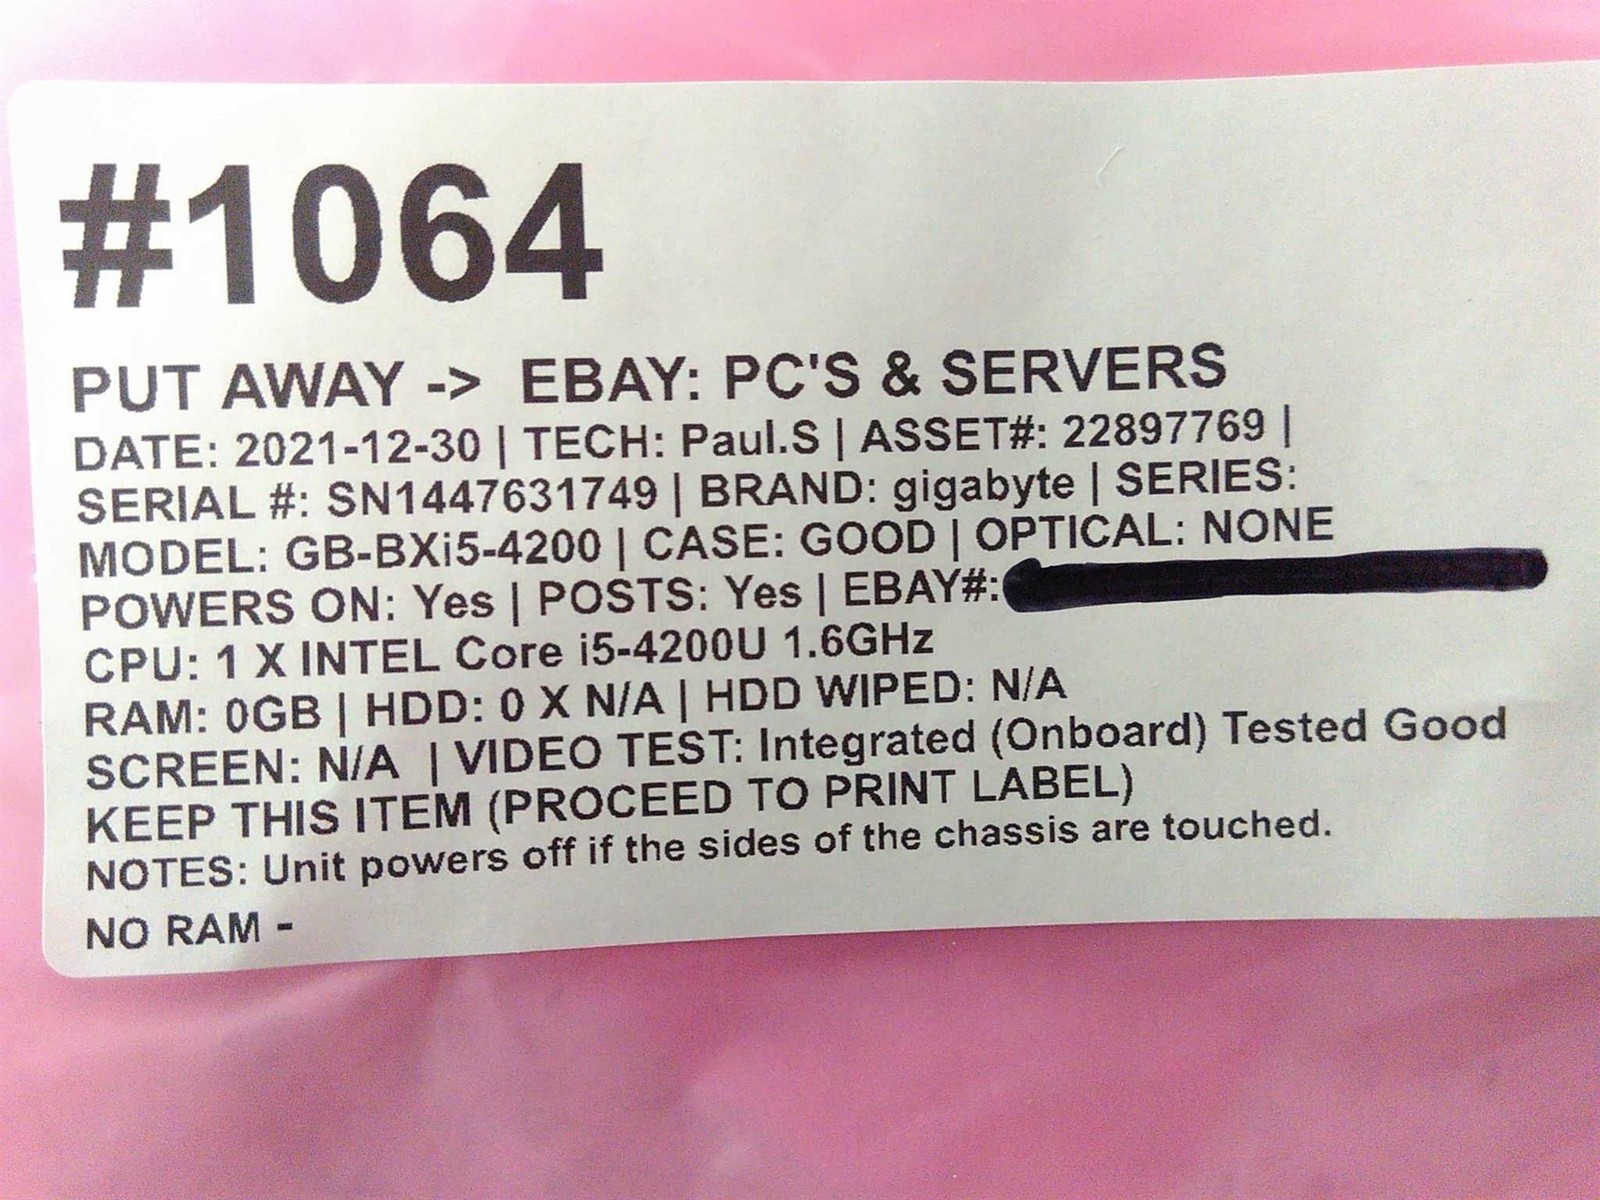 #1064
PUT AWAY -> EBAY: PC'S & SERVERS
DATE: 2021-12-30 | TECH: Paul.S | ASSET#: 22897769 |
SERIAL #: SN1447631749 | BRAND: gigabyte | SERIES:
MODEL: GB-BXi5-4200 | CASE: GOOD | OPTICAL: NONE
POWERS ON: Yes | POSTS: Yes | EBAY#:
CPU: 1 X INTEL Core i5-4200U 1.6GHz
RAM: 0GB | HDD: 0 X N/A | HDD WIPED: N/A
SCREEN: N/A | VIDEO TEST: Integrated (Onboard) Tested Good
KEEP THIS ITEM (PROCEED TO PRINT LABEL)
NOTES: Unit powers off if the sides of the chassis are touched.
NO RAM -